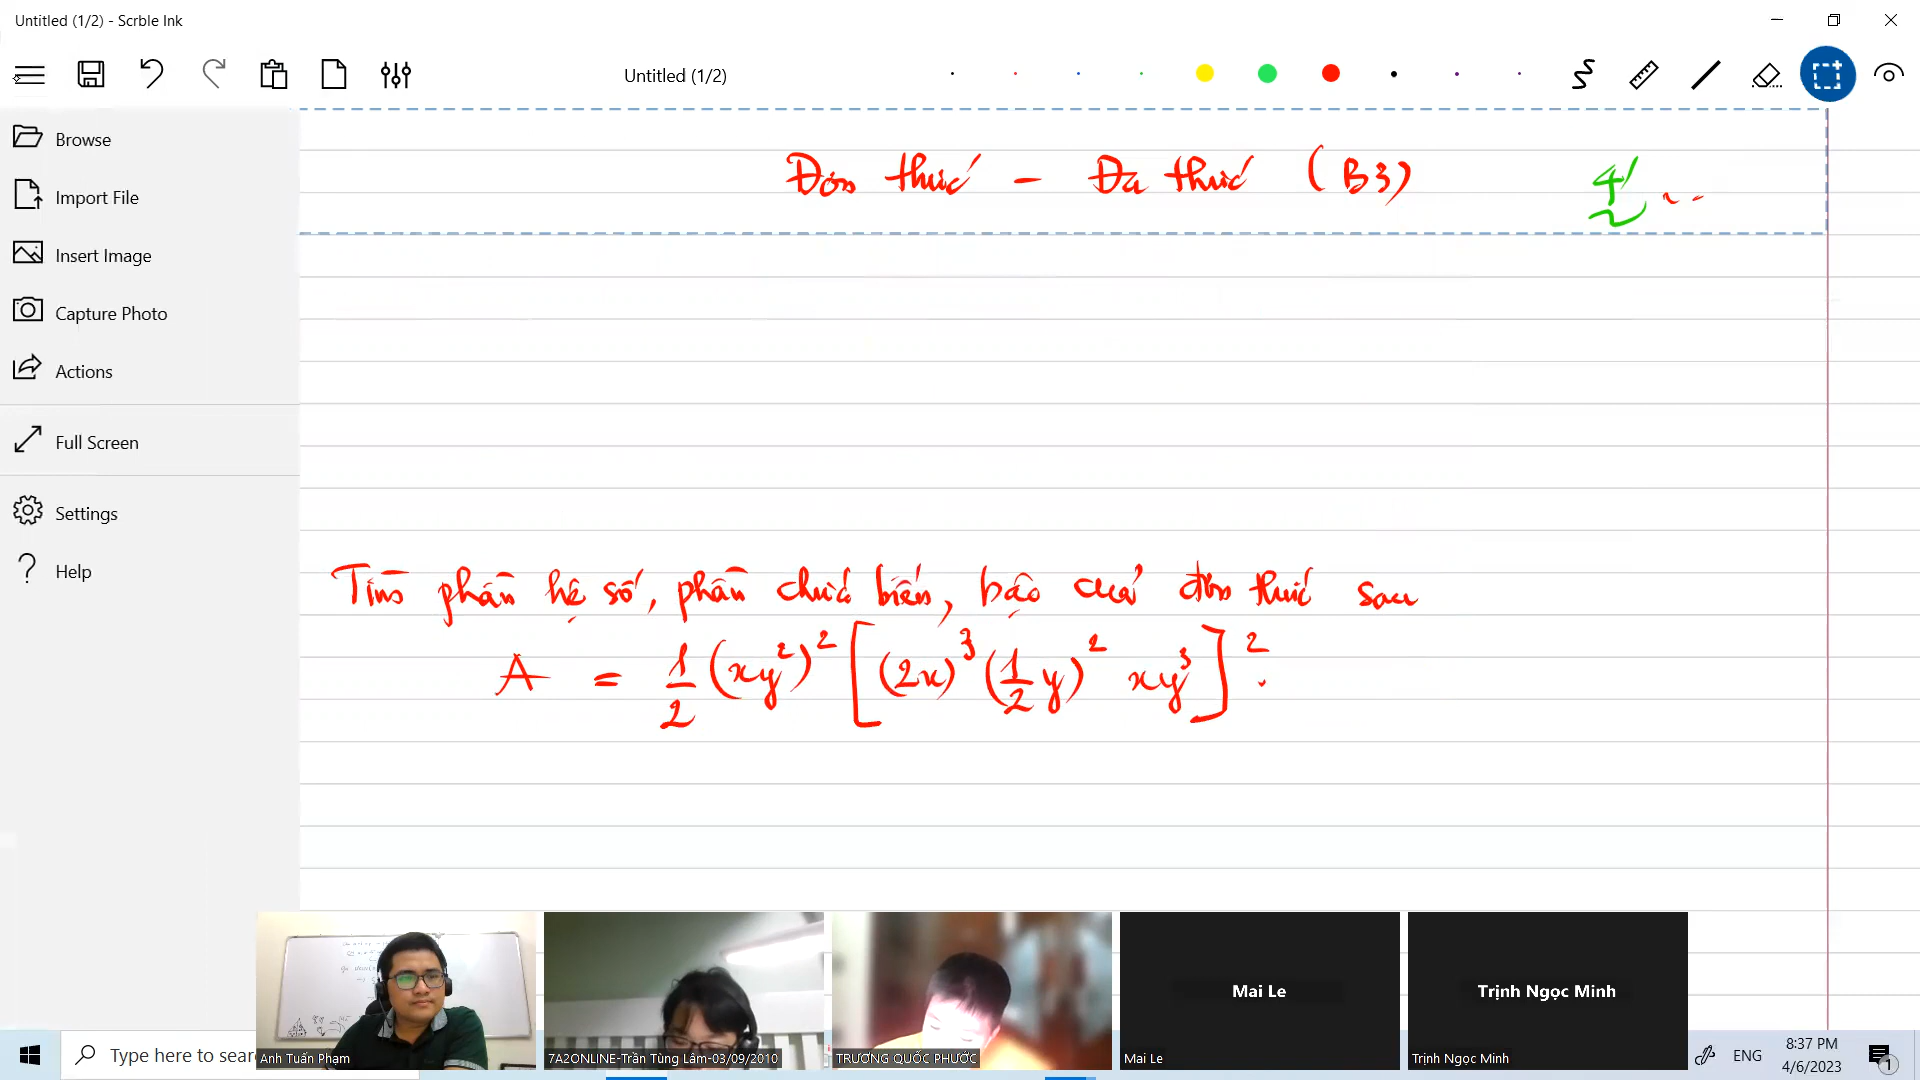 Untitled (1/2) - Scrble Ink
Untitled (1/2)
Browse
Import File
Insert Image
Capture Photo
Actions
Full Screen
Settings
Help
Đơn thức - Đa thức (B3)
4'
Tìm phần hệ số, phần chứa biến, bậc của đơn thức sau
A = 1/2 (xy²)² [(2x)³ (1/2 y)² xy³]² .
Mai Le
Trịnh Ngọc Minh
Anh Tuấn Phạm
7A2ONLINE-Trần Tùng Lâm-03/09/2010
TRƯƠNG QUỐC PHƯỚC
Mai Le
Trịnh Ngọc Minh
Type here to sear
ENG
8:37 PM
4/6/2023
1